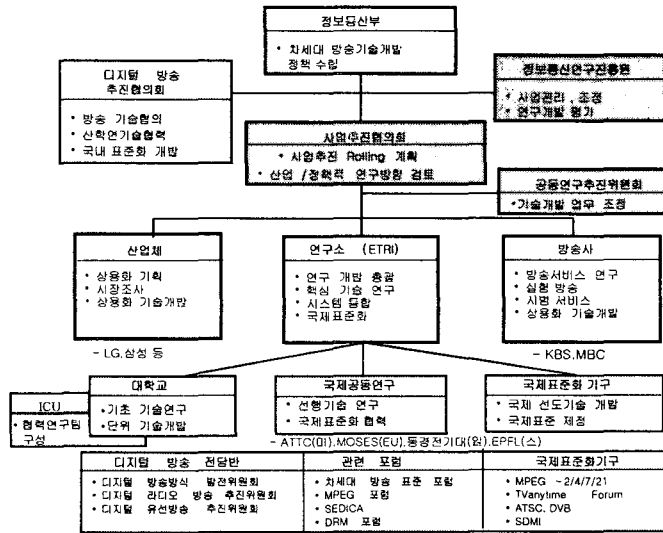 정보통신부
• 차세대 방송기술개발
정책 수립
디지털 방송
추진협의회
• 방송 기술협의
• 산학연기술협력
• 국내 표준화 개발
정보통신연구진흥원
• 사업관리 , 조정
• 연구개발 평가
사업추진협의회
• 사업추진 Rolling 계획
• 산업 /정책적 연구방향 검토
공동연구추진위원회
•기술개발 업무 조정
산업체
• 상용화 기획
• 시장조사
• 상용화 기술개발
– LG,삼성 등
연구소 (ETRI)
• 연구 개발 총괄
• 핵심 기술 연구
• 시스템 통합
• 국제표준화
방송사
• 방송서비스 연구
• 실험 방송
• 시범 서비스
• 상용화 기술개발
– KBS,MBC
ICU
• 협력연구팀
구성
대학교
•기초 기술연구
•단위 기술개발
국제공동연구
• 선행기술 연구
• 국제표준화 협력
국제표준화 기구
• 국제 선도기술 개발
• 국제표준 제정
– ATTC(미),MOSES(EU),동경전기대(일),EPFL(스)
디지털 방송 전담반
• 디지털 방송방식 발전위원회
• 디지털 라디오 방송 추진위원회
• 디지털 유선방송 추진위원회
관련 포럼
• 차세대 방송 표준 포럼
• MPEG 포럼
• SEDICA
• DRM 포럼
국제표준화기구
• MPEG –2/4/7/21
• TVanytime Forum
• ATSC, DVB
• SDMI